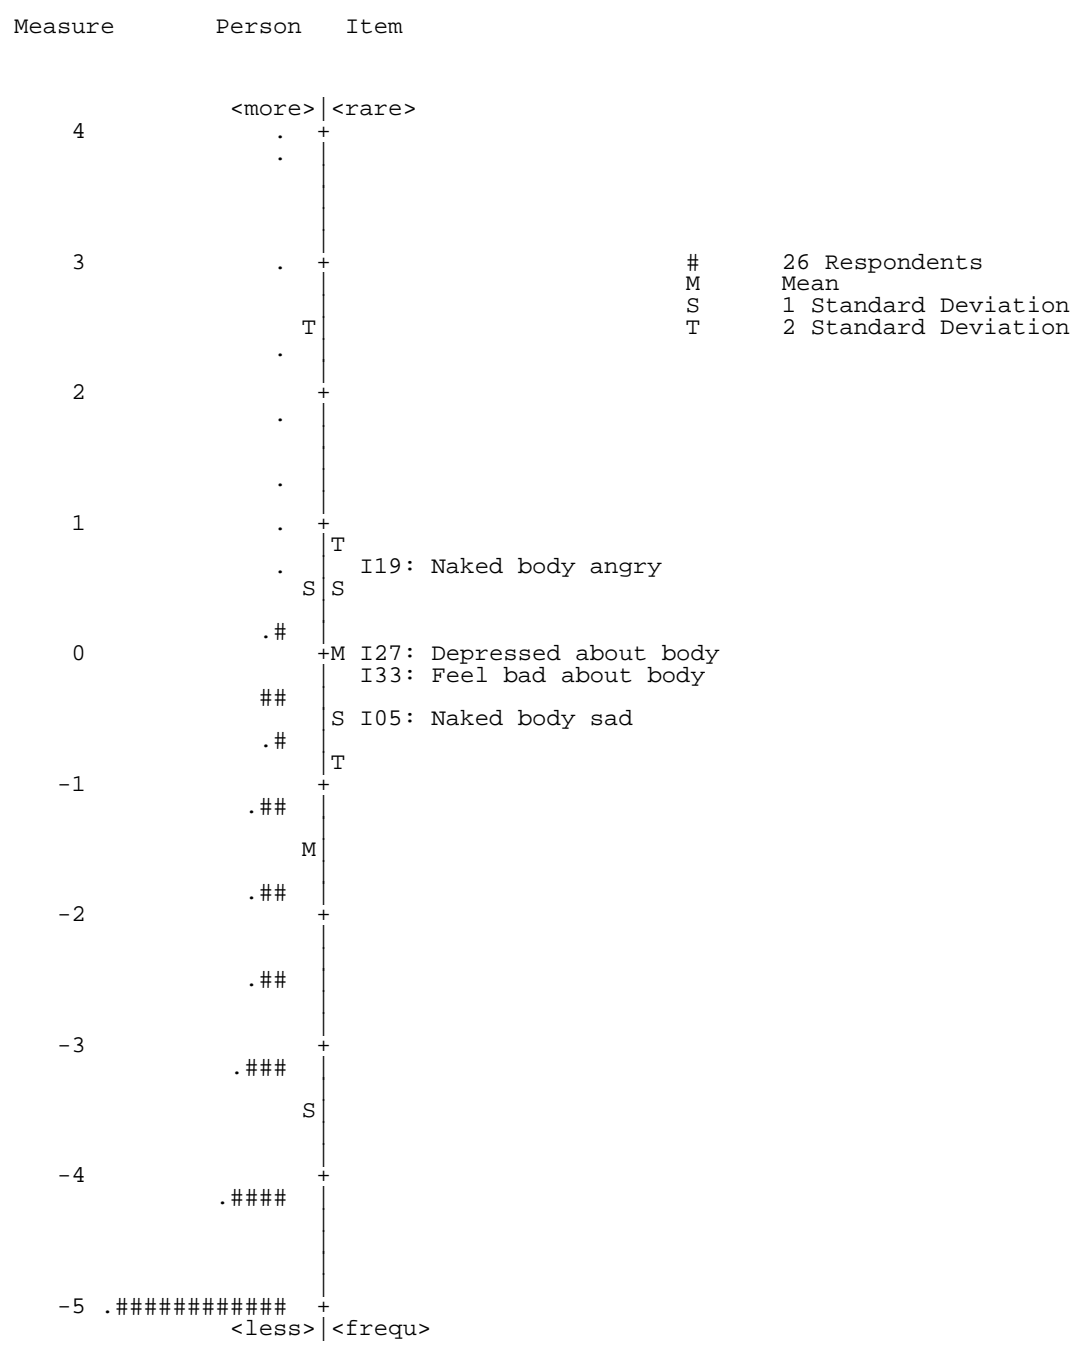 Measure Person Item
<more>|<rare>
4 . +
. |
3 . + # 26 Respondents
M Mean
S 1 Standard Deviation
T| T 2 Standard Deviation
. |
2 +
. |
. |
1 . +
|T
. | I19: Naked body angry
S|S
.# |
0 +M I27: Depressed about body
| I33: Feel bad about body
## |
|S I05: Naked body sad
.# |
|T
-1 +
.## |
M|
.## |
-2 +
.## |
-3 +
.### |
S|
-4 +
.#### |
-5 .############ +
<less>|<frequ>